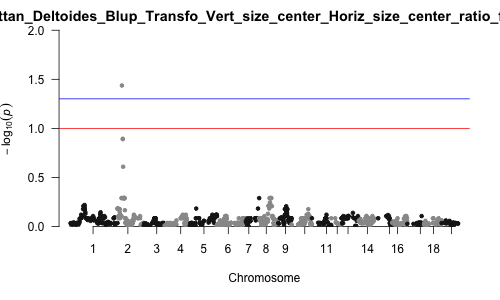 ttan_Deltoides_Blup_Transfo_Vert_size_center_Horiz_size_center_ratio_
2.0
1.5
1.0
0.5
0.0
− log10(p)
1 2 3 4 5 6 7 8 9 11 14 16 18
Chromosome